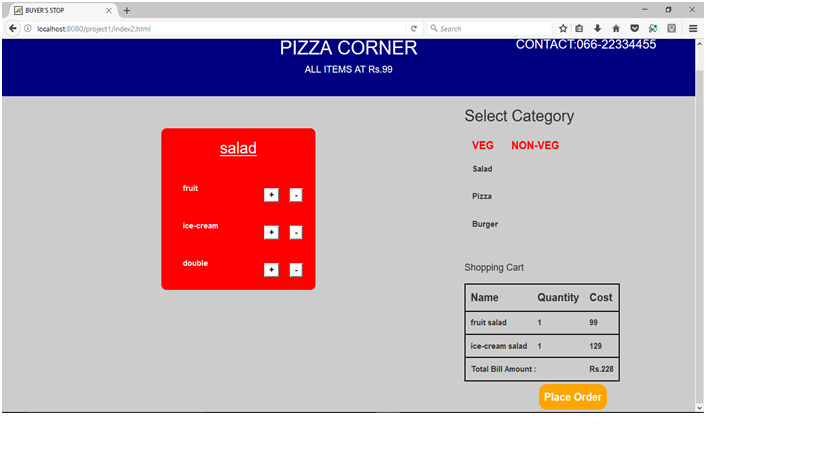 BUYER'S STOP
localhost:8080/project1/index2.html
Search
PIZZA CORNER
CONTACT:066-22334455
ALL ITEMS AT Rs.99
salad
fruit + -
ice-cream + -
double + -
Select Category
VEG NON-VEG
Salad
Pizza
Burger
Shopping Cart
Name Quantity Cost
fruit salad 1 99
ice-cream salad 1 129
Total Bill Amount : Rs.228
Place Order